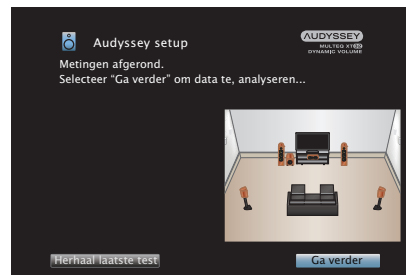 Audyssey setup
AUDYSSEY
MULTEQ XT32
DYNAMIC VOLUME
Metingen afgerond.
Selecteer “Ga verder” om data te, analyseren...
Herhaal laatste test
Ga verder